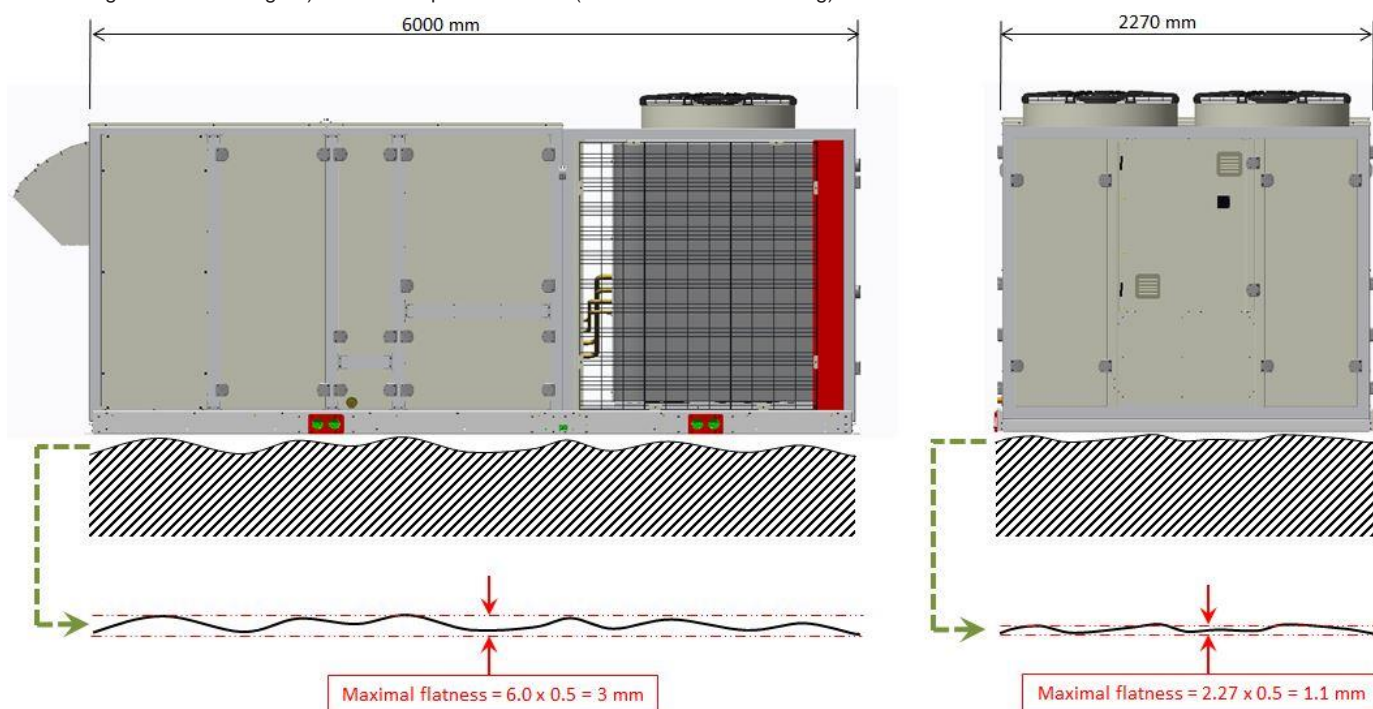 6000 mm
2270 mm
Maximal flatness = 6.0 x 0.5 = 3 mm
Maximal flatness = 2.27 x 0.5 = 1.1 mm